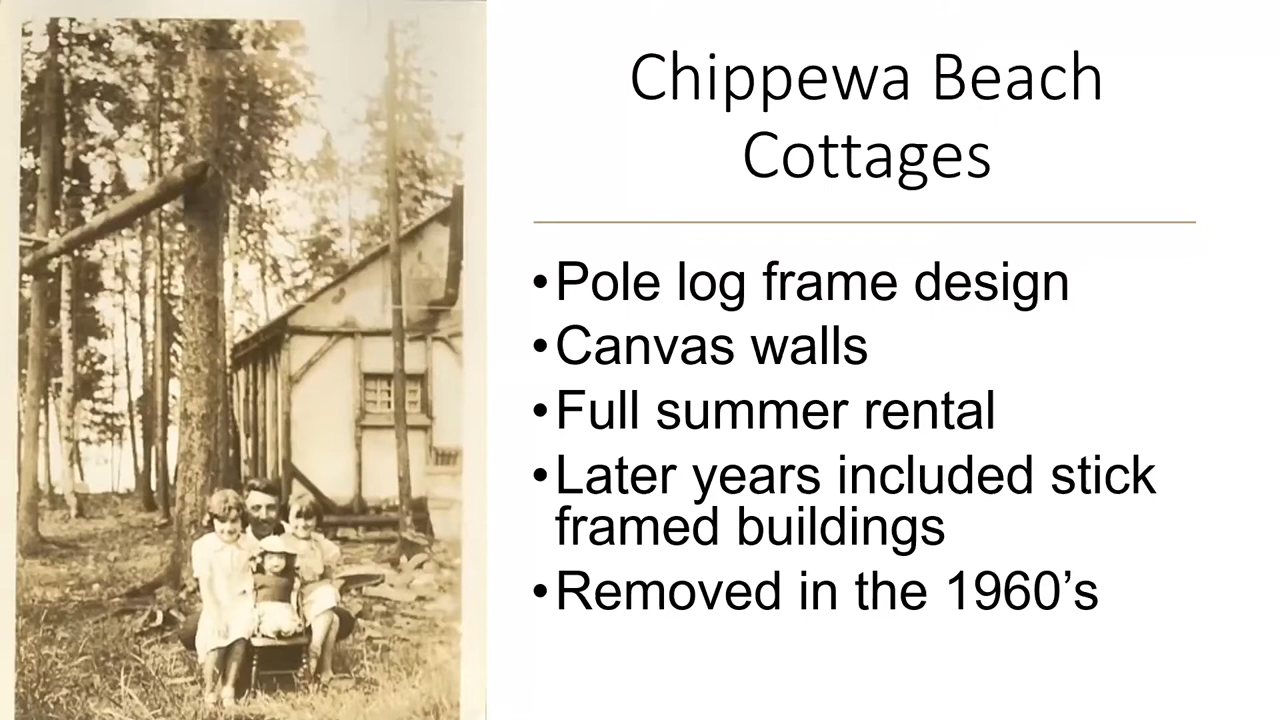 Chippewa Beach
Cottages
•Pole log frame design
•Canvas walls
•Full summer rental
•Later years included stick
framed buildings
•Removed in the 1960’s